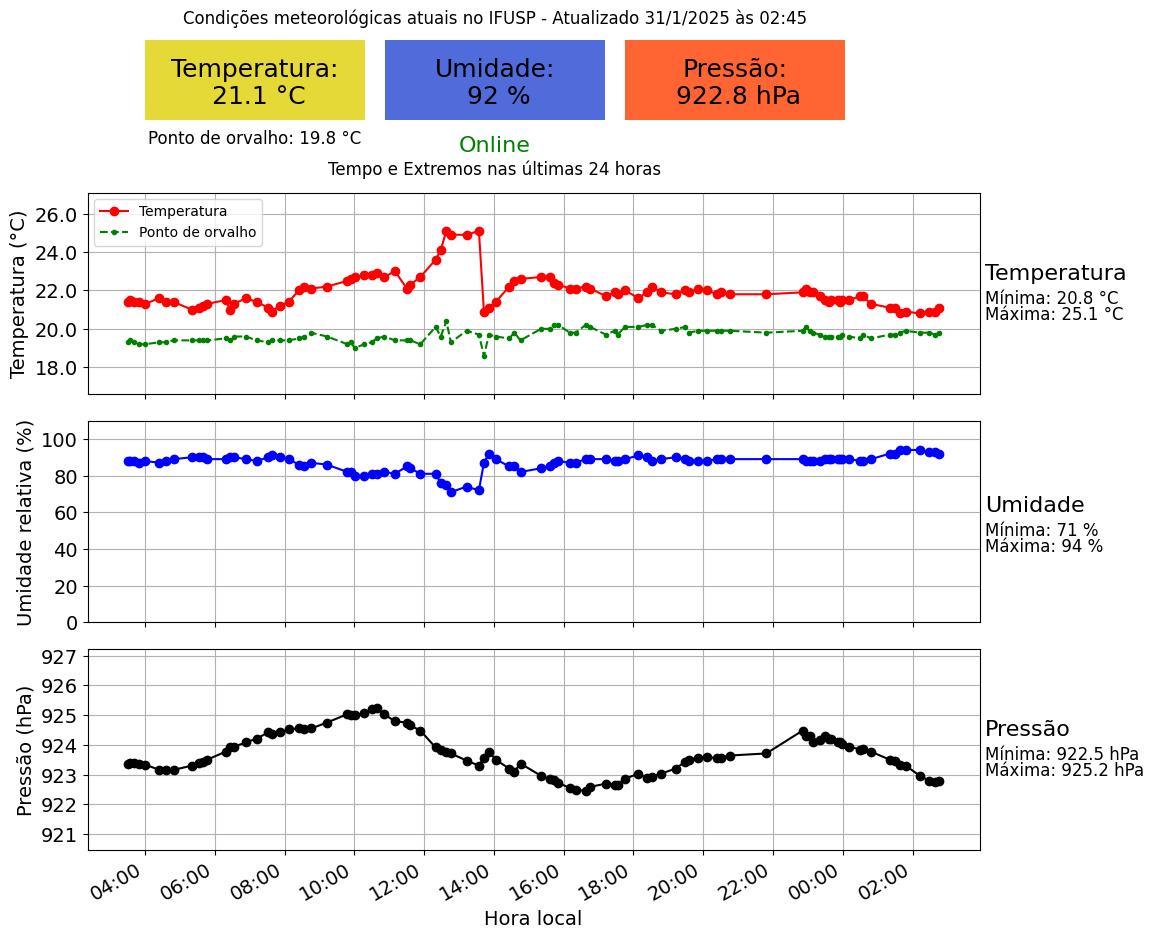 Condições meteorológicas atuais no IFUSP - Atualizado 31/1/2025 às 02:45
Temperatura:
21.1 °C
Umidade:
92 %
Pressão:
922.8 hPa
Ponto de orvalho: 19.8 °C
Online
Tempo e Extremos nas últimas 24 horas
Temperatura (°C)
26.0
24.0
22.0
20.0
18.0
Temperatura
Ponto de orvalho
Temperatura
Mínima: 20.8 °C
Máxima: 25.1 °C
Umidade relativa (%)
100
80
60
40
20
0
Umidade
Mínima: 71 %
Máxima: 94 %
Pressão (hPa)
927
926
925
924
923
922
921
Pressão
Mínima: 922.5 hPa
Máxima: 925.2 hPa
04:00 06:00 08:00 10:00 12:00 14:00 16:00 18:00 20:00 22:00 00:00 02:00
Hora local